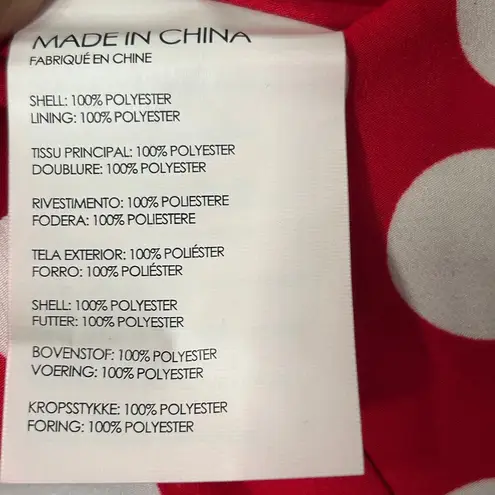 MADE IN CHINA
FABRIQUÉ EN CHINE
SHELL: 100% POLYESTER
LINING: 100% POLYESTER
TISSU PRINCIPAL: 100% POLYESTER
DOUBLURE: 100% POLYESTER
RIVESTIMENTO: 100% POLIESTERE
FODERA: 100% POLIESTERE
TELA EXTERIOR: 100% POLIÉSTER
FORRO: 100% POLIÉSTER
SHELL: 100% POLYESTER
FUTTER: 100% POLYESTER
BOVENSTOF: 100% POLYESTER
VOERING: 100% POLYESTER
KROPSSTYKKE: 100% POLYESTER
FORING: 100% POLYESTER